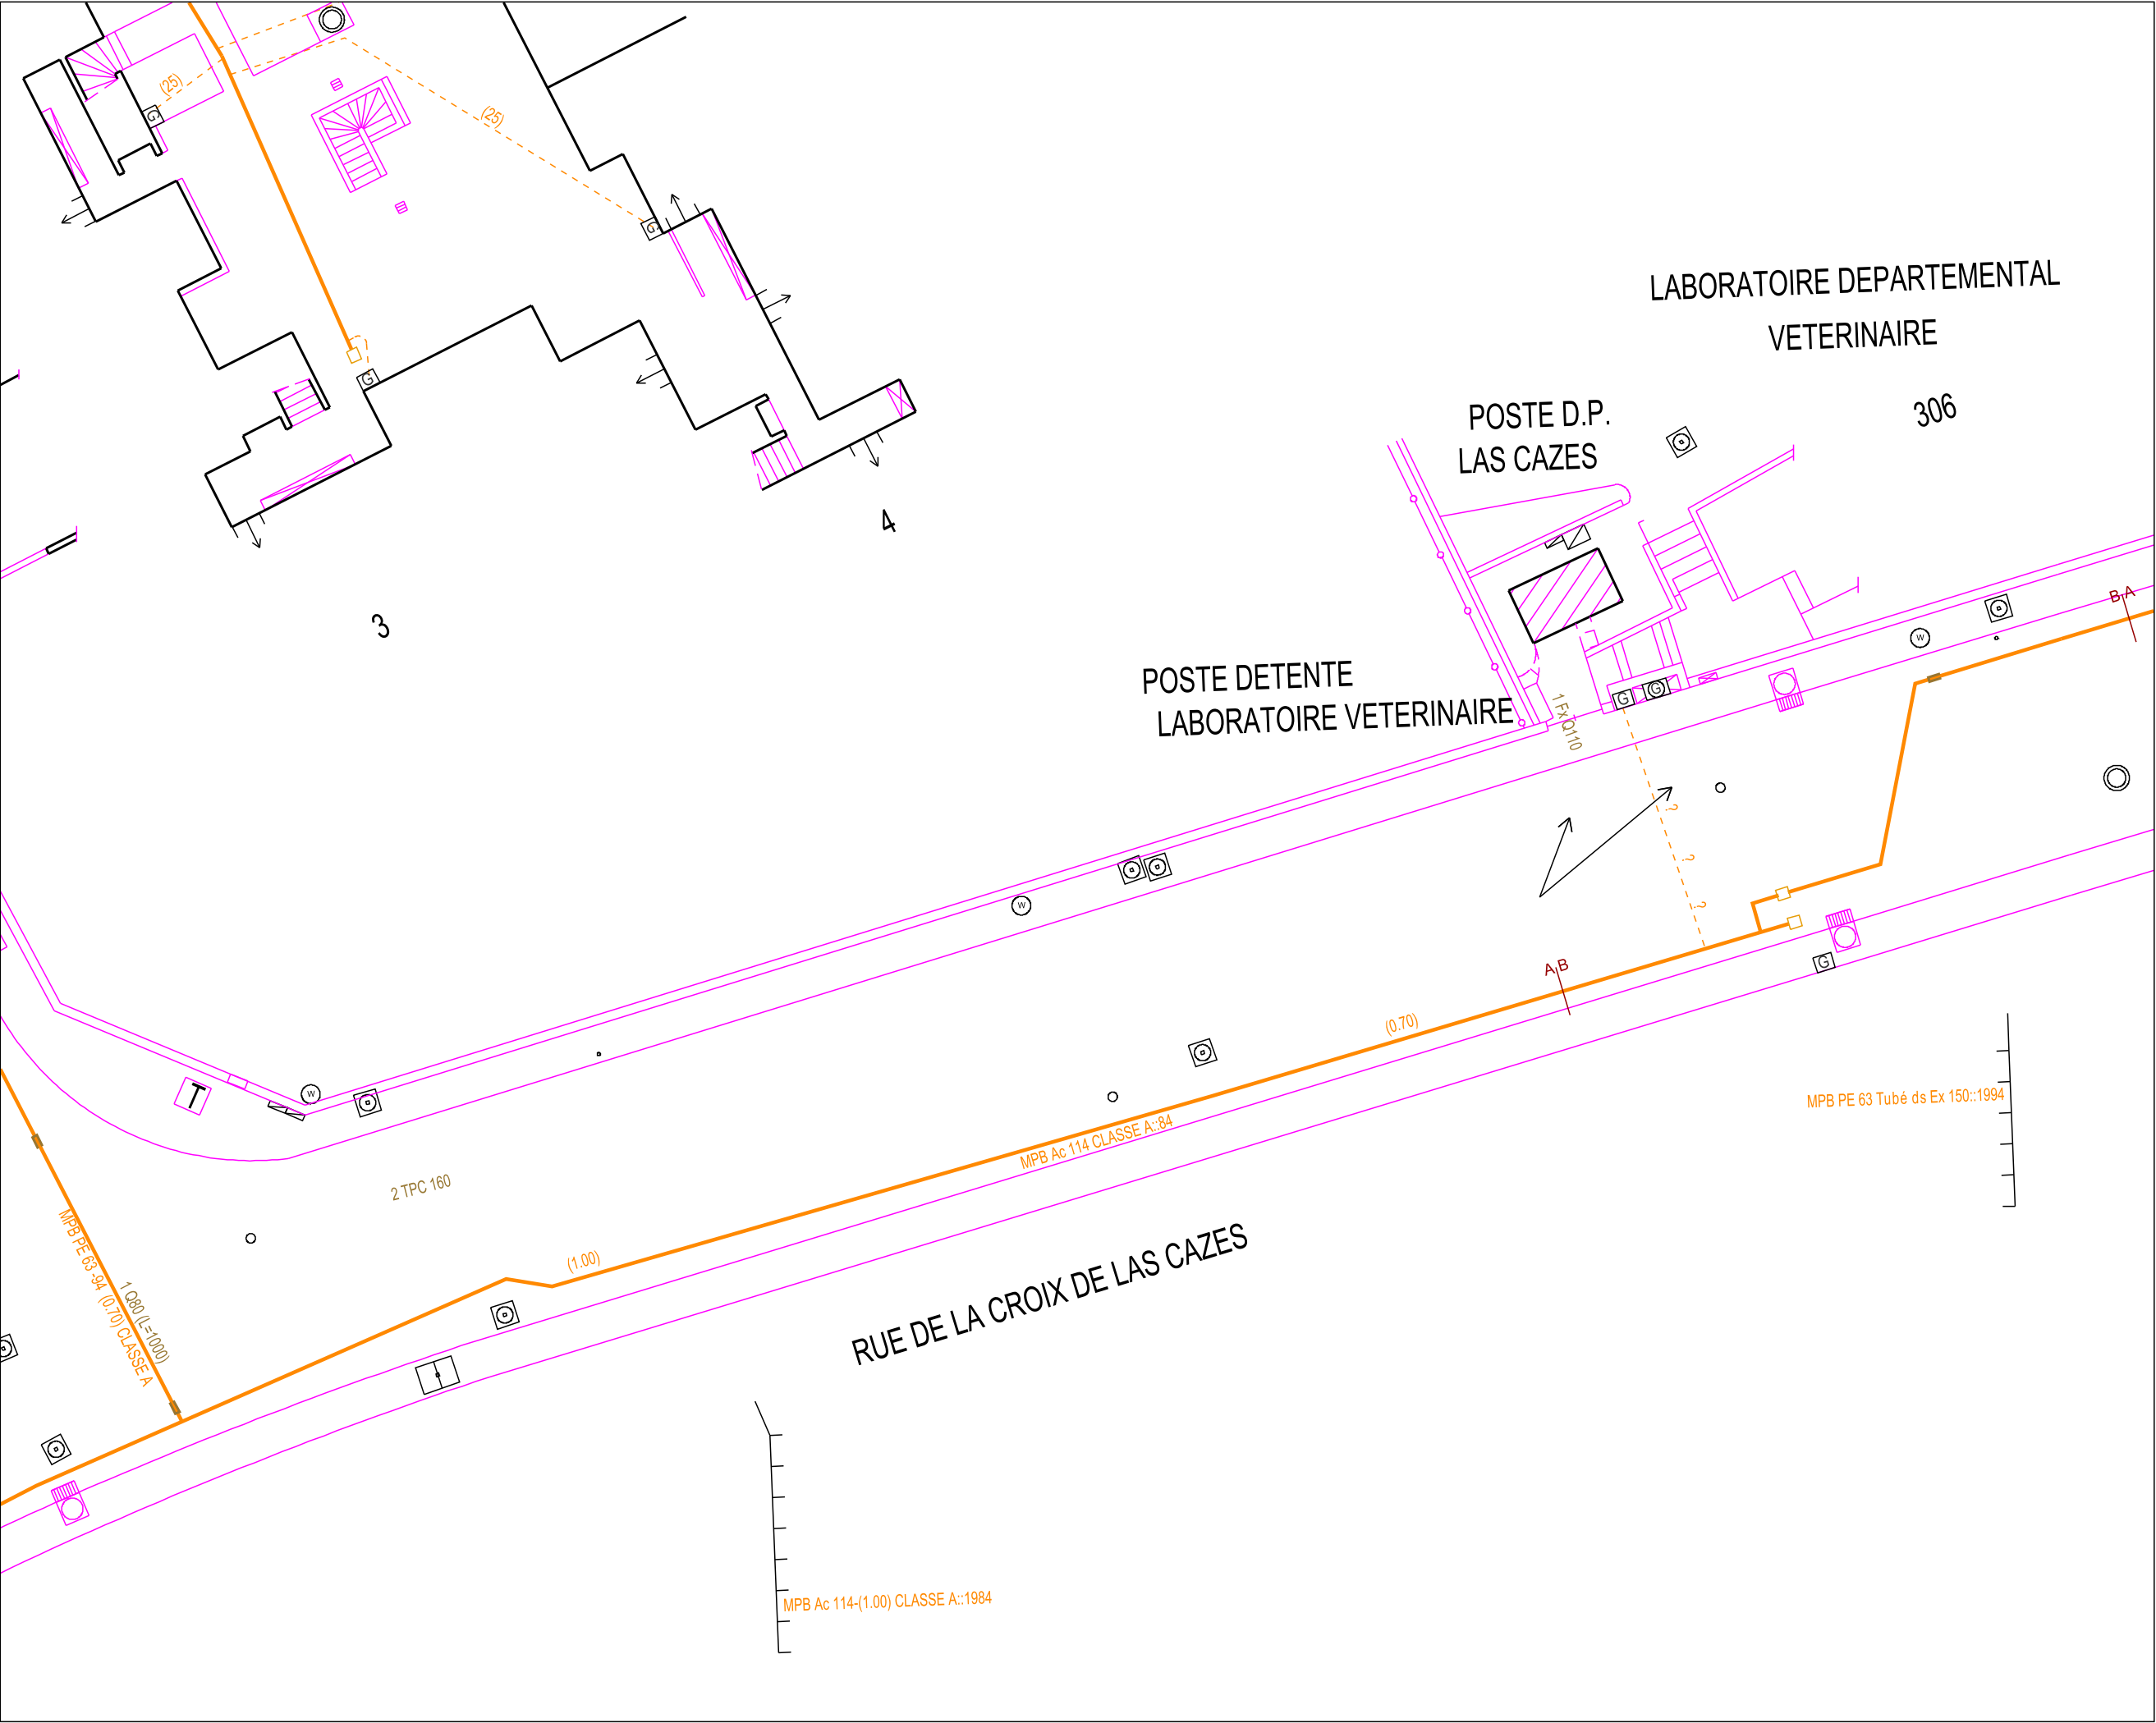 (25)
G
(25)
G
G
LABORATOIRE DEPARTEMENTAL
VETERINAIRE
306
POSTE D.P.
LAS CAZES
4
3
B A
W
POSTE DETENTE
LABORATOIRE VETERINAIRE
G
G
1 Fx Q110
?
?
?
W
A B
G
(0.70)
T
W
MPB PE 63 Tubé ds Ex 150::1994
MPB Ac 114 CLASSE A::84
2 TPC 160
MPB PE 63 -94 (0.70) CLASSE A
1 Q80 (L=1000)
(1.00)
RUE DE LA CROIX DE LAS CAZES
MPB Ac 114-(1.00) CLASSE A::1984